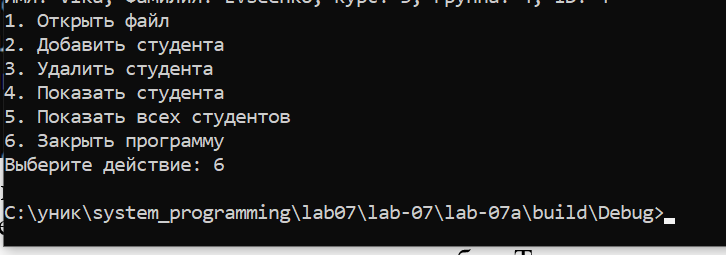 Имя: Vika, Фамилия: Evseenko, Курс: 3, Группа: 4, ID: 4
1. Открыть файл
2. Добавить студента
3. Удалить студента
4. Показать студента
5. Показать всех студентов
6. Закрыть программу
Выберите действие: 6
C:\уник\system_programming\lab07\lab-07\lab-07a\build\Debug>